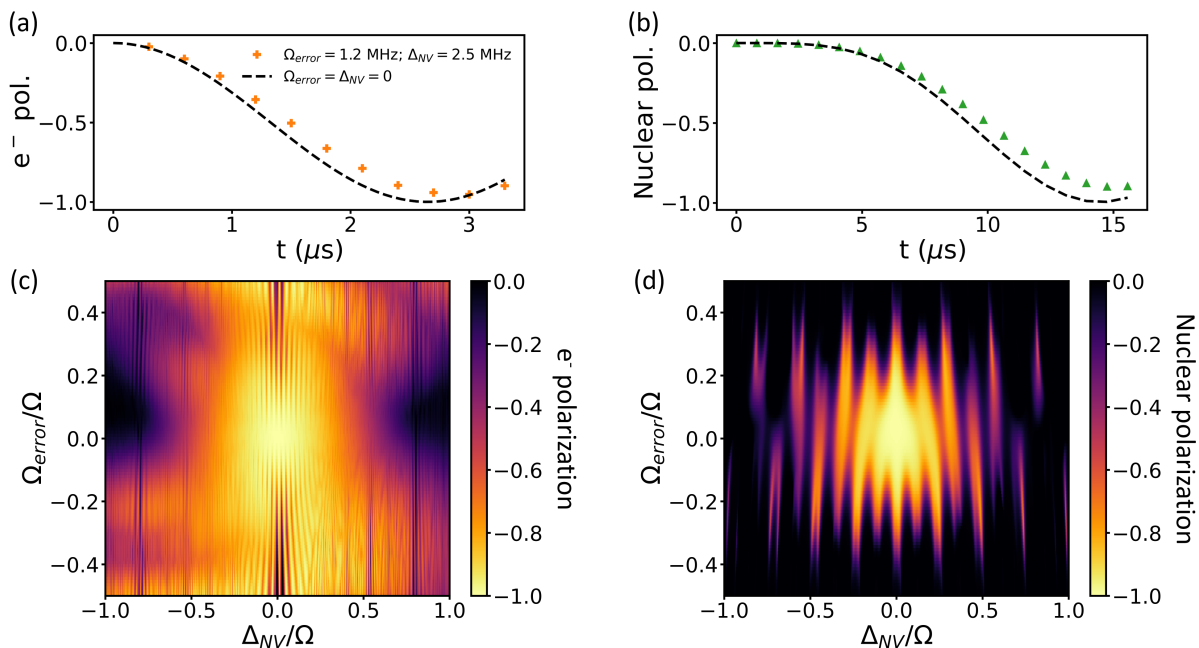 (a)
0.0
−0.5
−1.0
e⁻ pol.
Ω_error = 1.2 MHz; Δ_NV = 2.5 MHz
Ω_error = Δ_NV = 0
0 1 2 3
t (μs)
(b)
0.0
−0.5
−1.0
Nuclear pol.
0 5 10 15
t (μs)
(c)
0.4
0.2
0.0
−0.2
−0.4
Ω_error/Ω
−1.0 −0.5 0.0 0.5 1.0
Δ_NV/Ω
0.0
−0.2
−0.4
−0.6
−0.8
−1.0
e⁻ polarization
(d)
0.4
0.2
0.0
−0.2
−0.4
Ω_error/Ω
−1.0 −0.5 0.0 0.5 1.0
Δ_NV/Ω
0.0
−0.2
−0.4
−0.6
−0.8
−1.0
Nuclear polarization